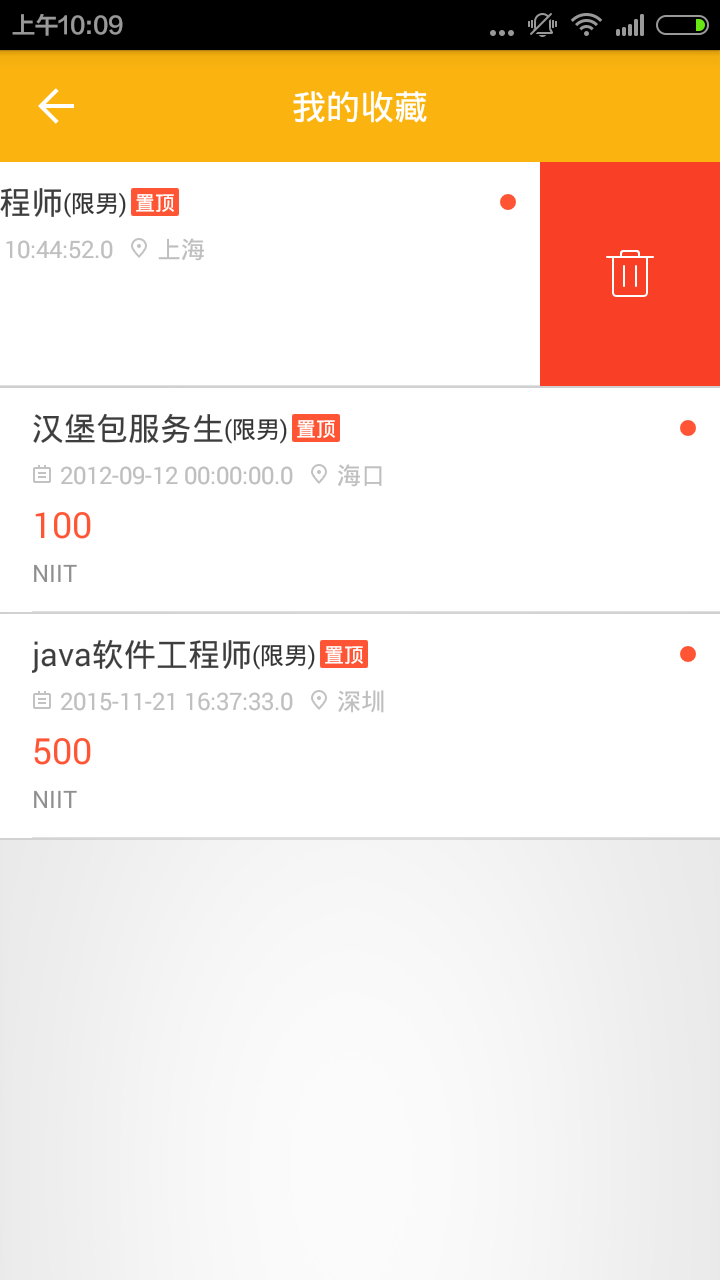 上午10:09
我的收藏
程师(限男) 置顶
10:44:52.0 上海
汉堡包服务生(限男) 置顶
2012-09-12 00:00:00.0 海口
100
NIIT
java软件工程师(限男) 置顶
2015-11-21 16:37:33.0 深圳
500
NIIT